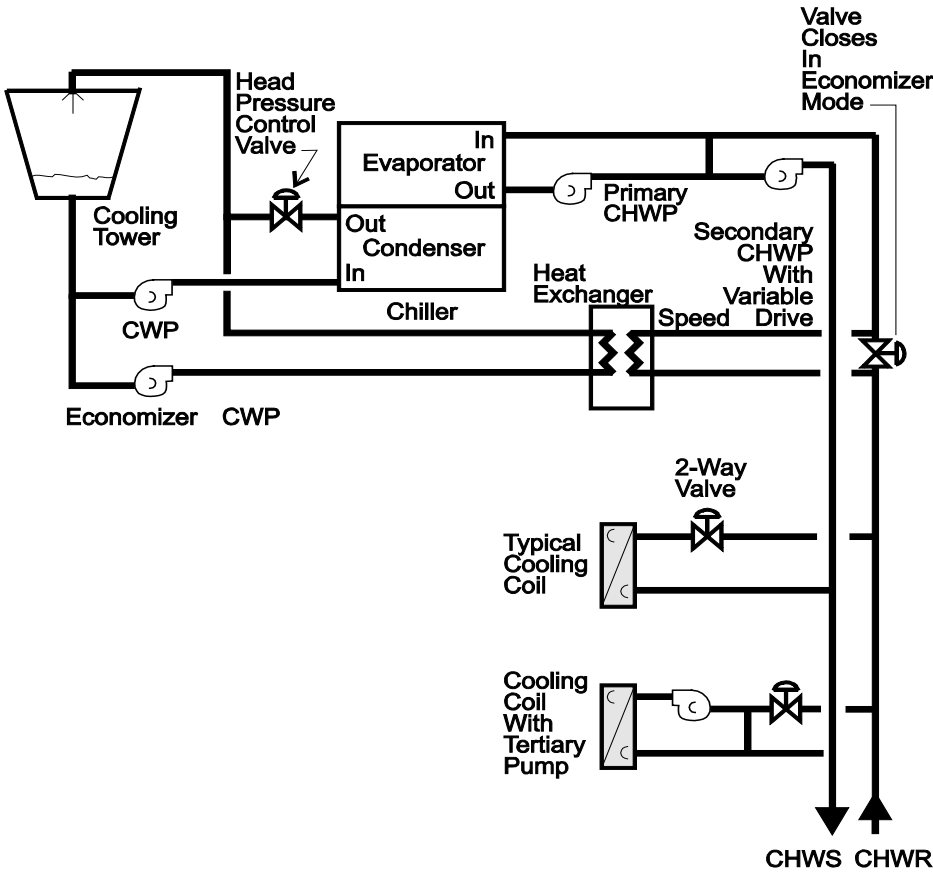 Valve
Closes
In
Economizer
Mode
Head
Pressure
Control
Valve
In
Evaporator
Out
Primary
CHWP
Cooling
Tower
Out
Condenser
In
Secondary
CHWP
With
Variable
Speed Drive
Heat
Exchanger
Chiller
CWP
Economizer CWP
2-Way
Valve
Typical
Cooling
Coil
Cooling
Coil
With
Tertiary
Pump
CHWS CHWR